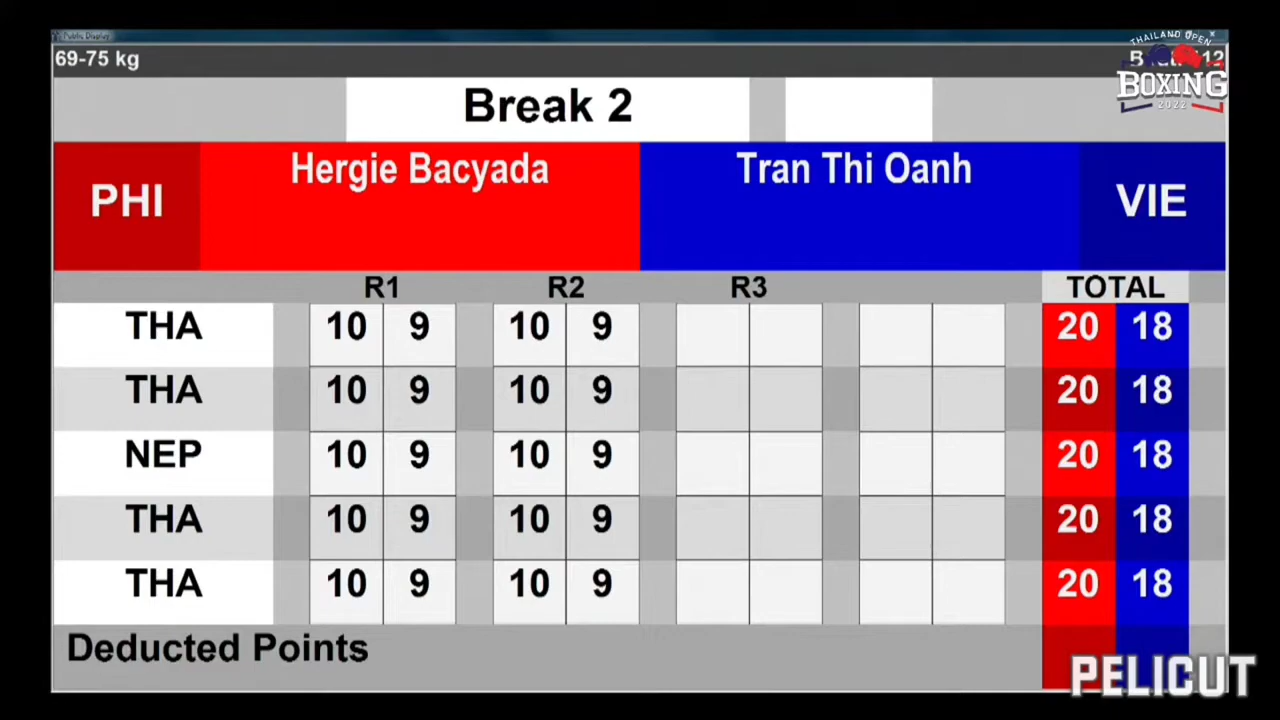 Public Display
69-75 kg
THAILAND OPEN
BOXING
2022
Break 2
PHI
Hergie Bacyada
Tran Thi Oanh
VIE
R1 R2 R3 TOTAL
THA 10 9 10 9 20 18
THA 10 9 10 9 20 18
NEP 10 9 10 9 20 18
THA 10 9 10 9 20 18
THA 10 9 10 9 20 18
Deducted Points
PELICUT